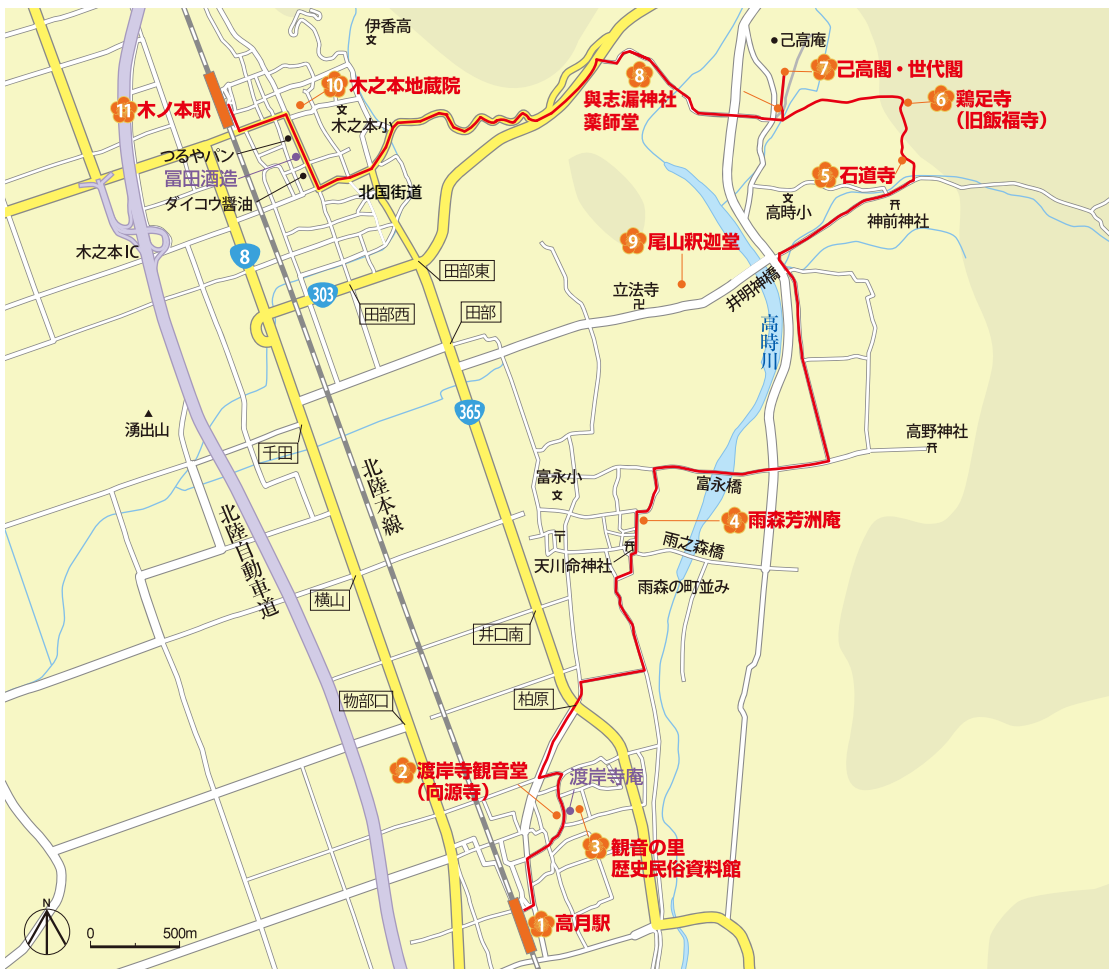 伊香高
文
己高庵
7 己高閣・世代閣
8 與志漏神社
薬師堂
10 木之本地蔵院
11 木ノ本駅
文
木之本小
6 鶏足寺
(旧飯福寺)
つるやパン
冨田酒造
ダイコウ醤油
北国街道
5 石道寺
文
高時小
神前神社
木之本IC
8
9 尾山釈迦堂
田部東
303
田部西
立法寺
卍
井明神橋
田部
高時川
365
湧出山
千田
高野神社
北陸本線
富永小
文
富永橋
北陸自動車道
4 雨森芳洲庵
〒
雨之森橋
天川命神社
雨森の町並み
横山
井口南
柏原
物部口
2 渡岸寺観音堂
(向源寺)
渡岸寺庵
3 観音の里
歴史民俗資料館
1 高月駅
N
0 500m